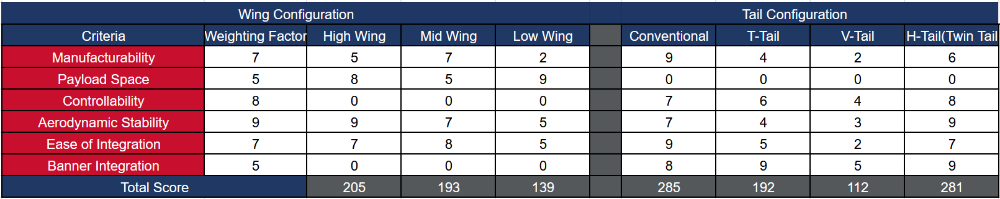 Wing Configuration Tail Configuration
Criteria Weighting Factor High Wing Mid Wing Low Wing Conventional T-Tail V-Tail H-Tail(Twin Tail
Manufacturability 7 5 7 2 9 4 2 6
Payload Space 5 8 5 9 0 0 0 0
Controllability 8 0 0 0 7 6 4 8
Aerodynamic Stability 9 9 7 5 7 4 3 9
Ease of Integration 7 7 8 5 9 5 2 7
Banner Integration 5 0 0 0 8 9 5 9
Total Score 205 193 139 285 192 112 281